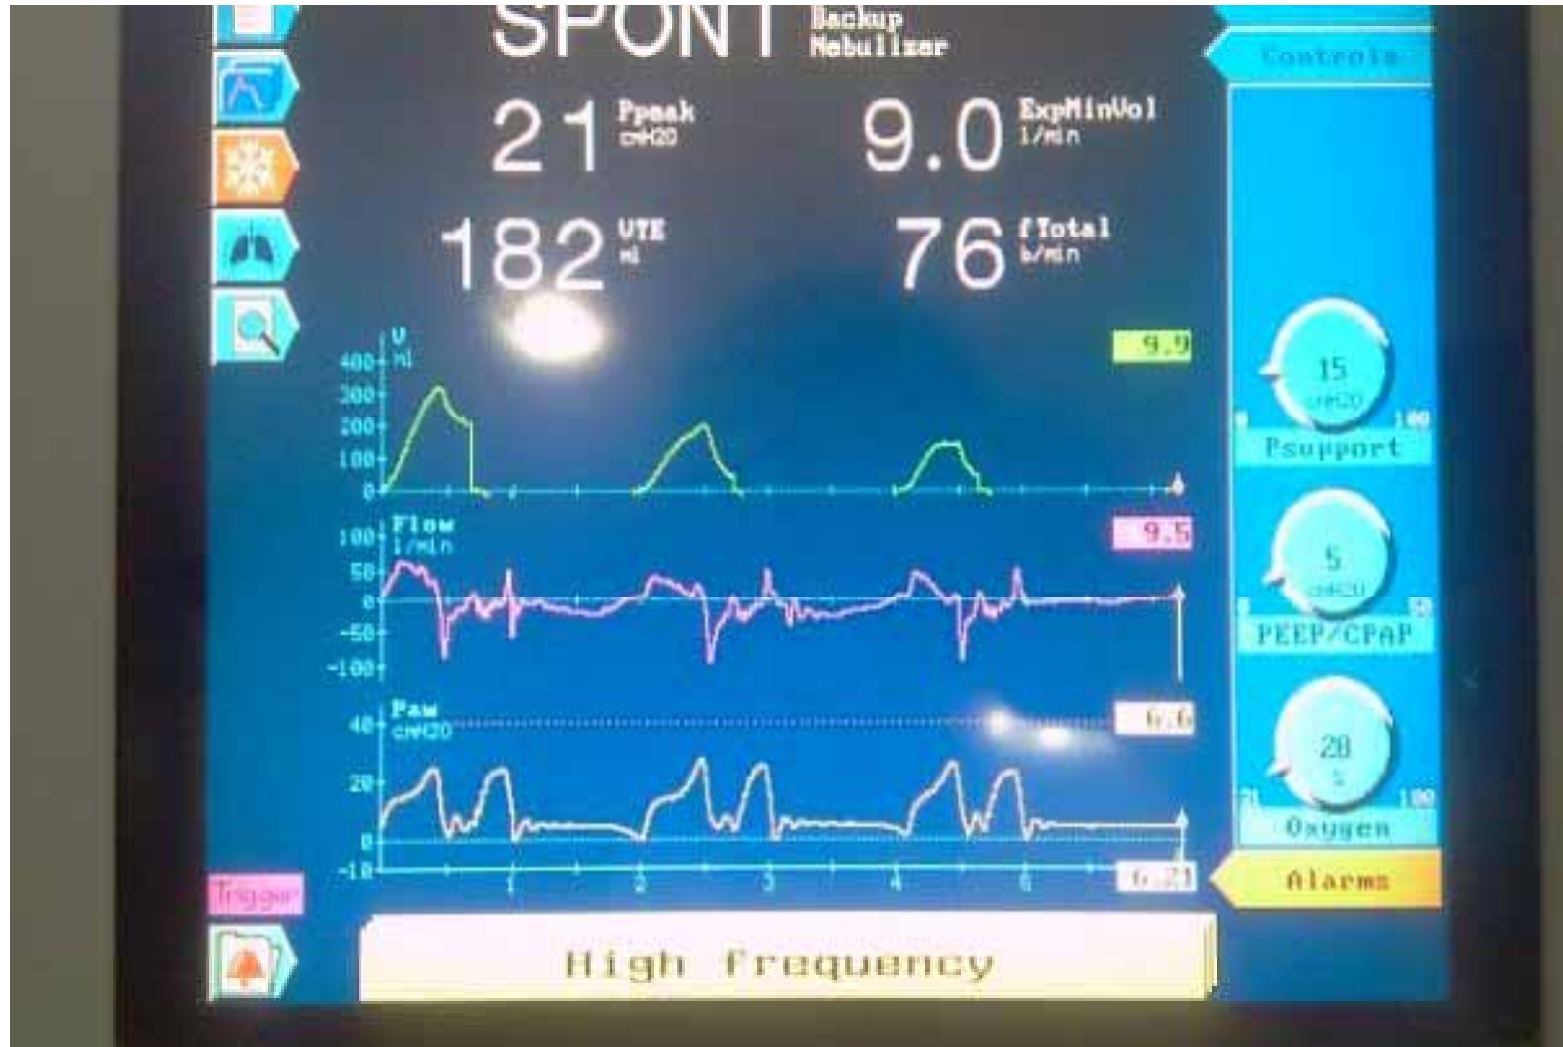 SPONT
Backup
Nebulizer
Controls
21 Ppeak
cmH2O
9.0 ExpMinVol
l/min
182 VTE
ml
76 fTotal
b/min
V
ml
400
300
200
100
0
9.9
15
cmH2O
0 100
Psupport
Flow
l/min
100
50
0
-50
-100
9.5
5
cmH2O
50
PEEP/CPAP
Paw
cmH2O
40
20
0
-10
6.6
28
%
21 100
Oxygen
1 2 3 4 5
6.21
Trigger
Alarms
High frequency